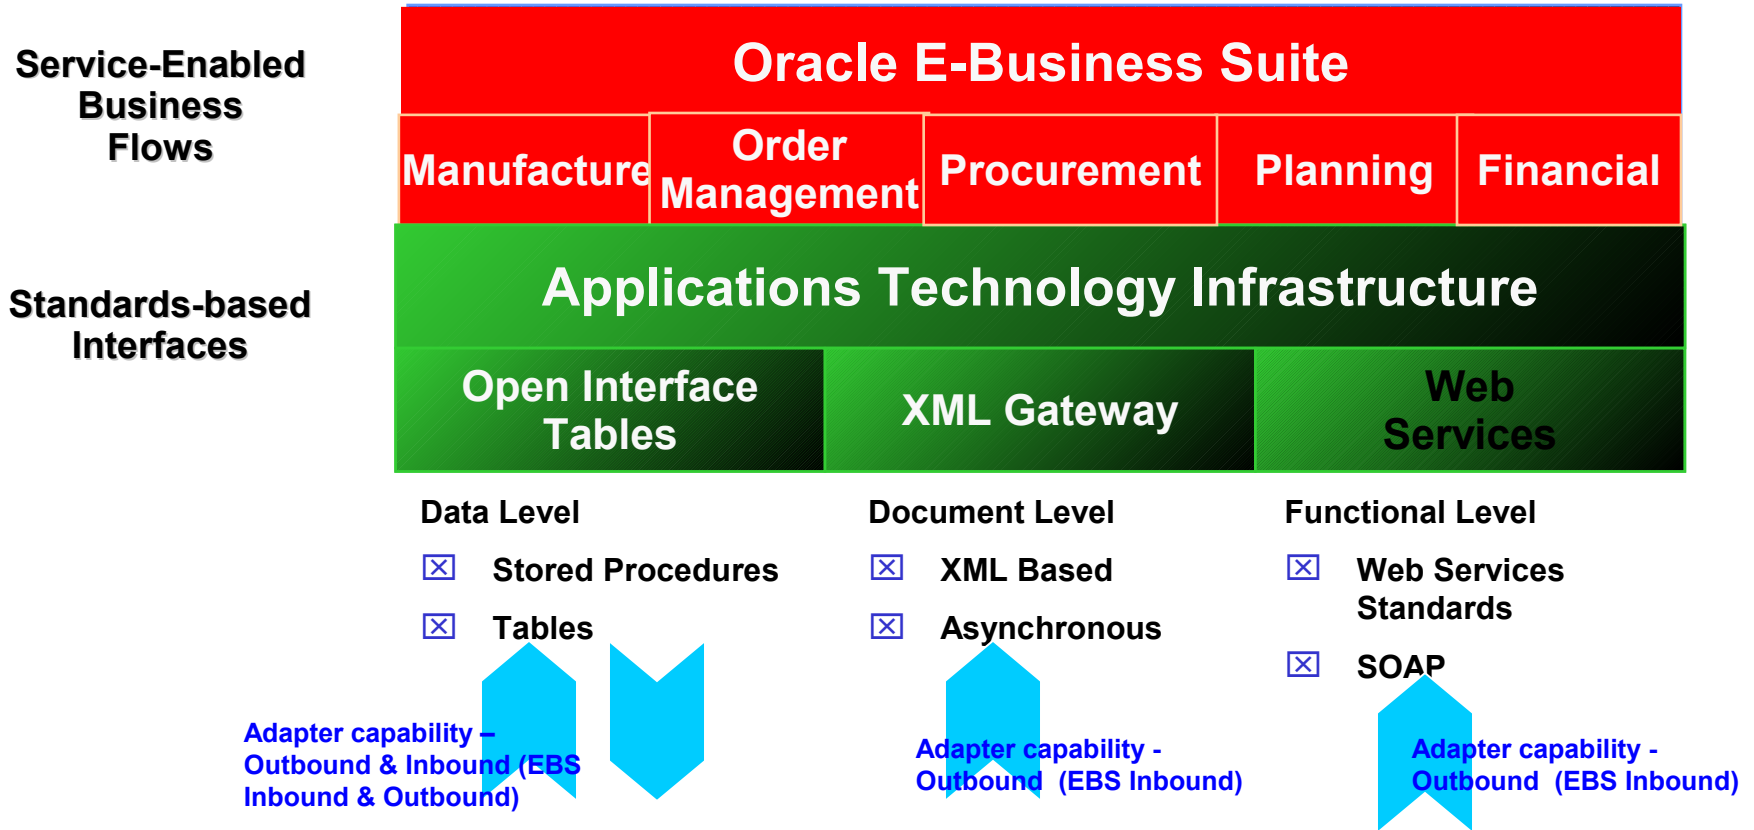 Service-Enabled
Business
Flows
Oracle E-Business Suite
Manufacture
Order
Management
Procurement
Planning
Financial
Standards-based
Interfaces
Applications Technology Infrastructure
Open Interface
Tables
XML Gateway
Web
Services
Data Level
Stored Procedures
Tables
Document Level
XML Based
Asynchronous
Functional Level
Web Services
Standards
SOAP
Adapter capability –
Outbound & Inbound (EBS
Inbound & Outbound)
Adapter capability -
Outbound (EBS Inbound)
Adapter capability -
Outbound (EBS Inbound)